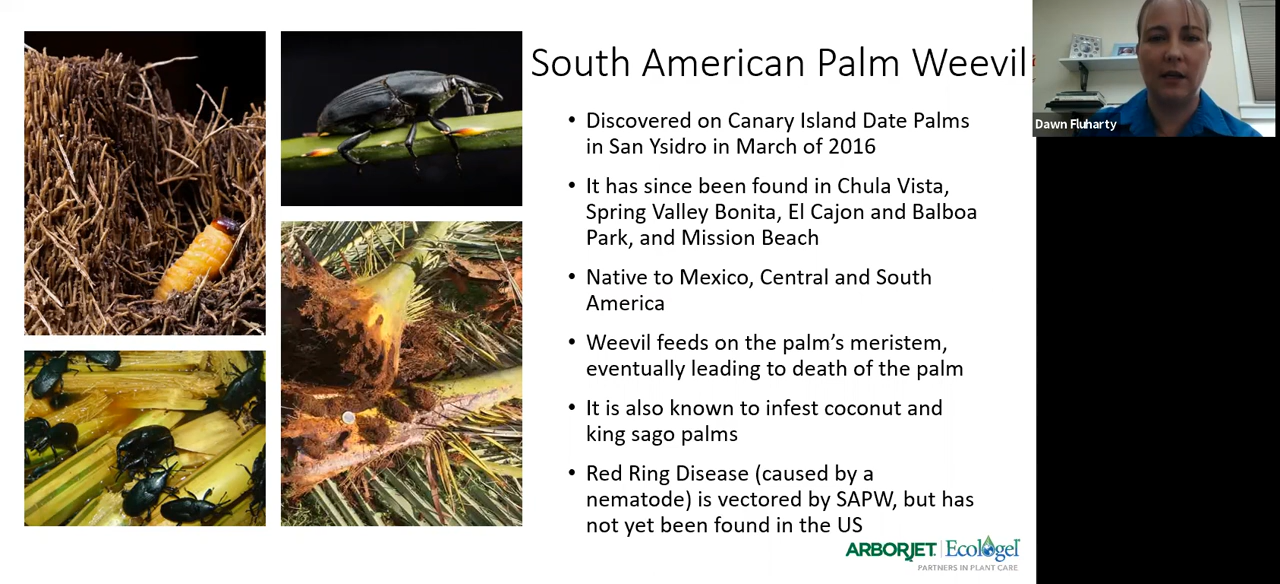 South American Palm Weevil
Dawn Fluharty
• Discovered on Canary Island Date Palms
in San Ysidro in March of 2016
• It has since been found in Chula Vista,
Spring Valley Bonita, El Cajon and Balboa
Park, and Mission Beach
• Native to Mexico, Central and South
America
• Weevil feeds on the palm’s meristem,
eventually leading to death of the palm
• It is also known to infest coconut and
king sago palms
• Red Ring Disease (caused by a
nematode) is vectored by SAPW, but has
not yet been found in the US
ARBORJET | Ecologel
PARTNERS IN PLANT CARE